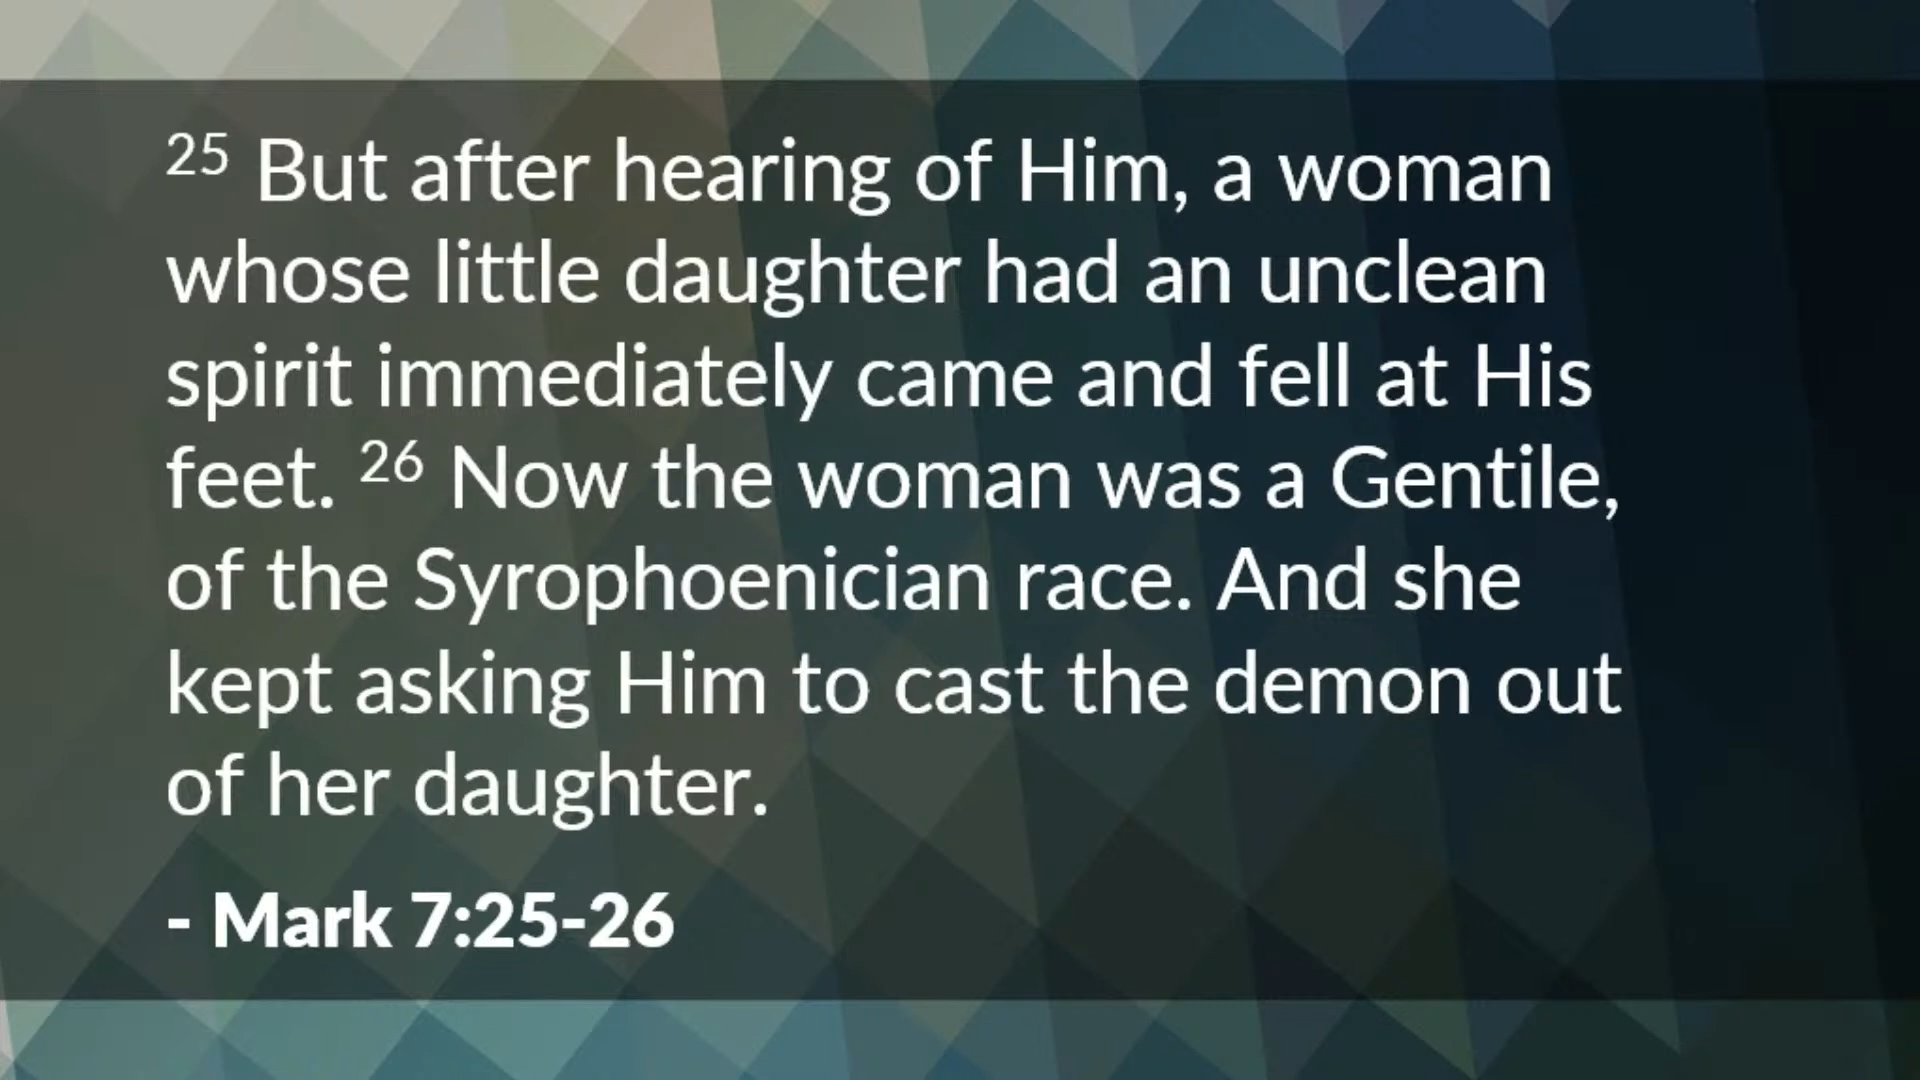 25 But after hearing of Him, a woman
whose little daughter had an unclean
spirit immediately came and fell at His
feet. 26 Now the woman was a Gentile,
of the Syrophoenician race. And she
kept asking Him to cast the demon out
of her daughter.
- Mark 7:25-26